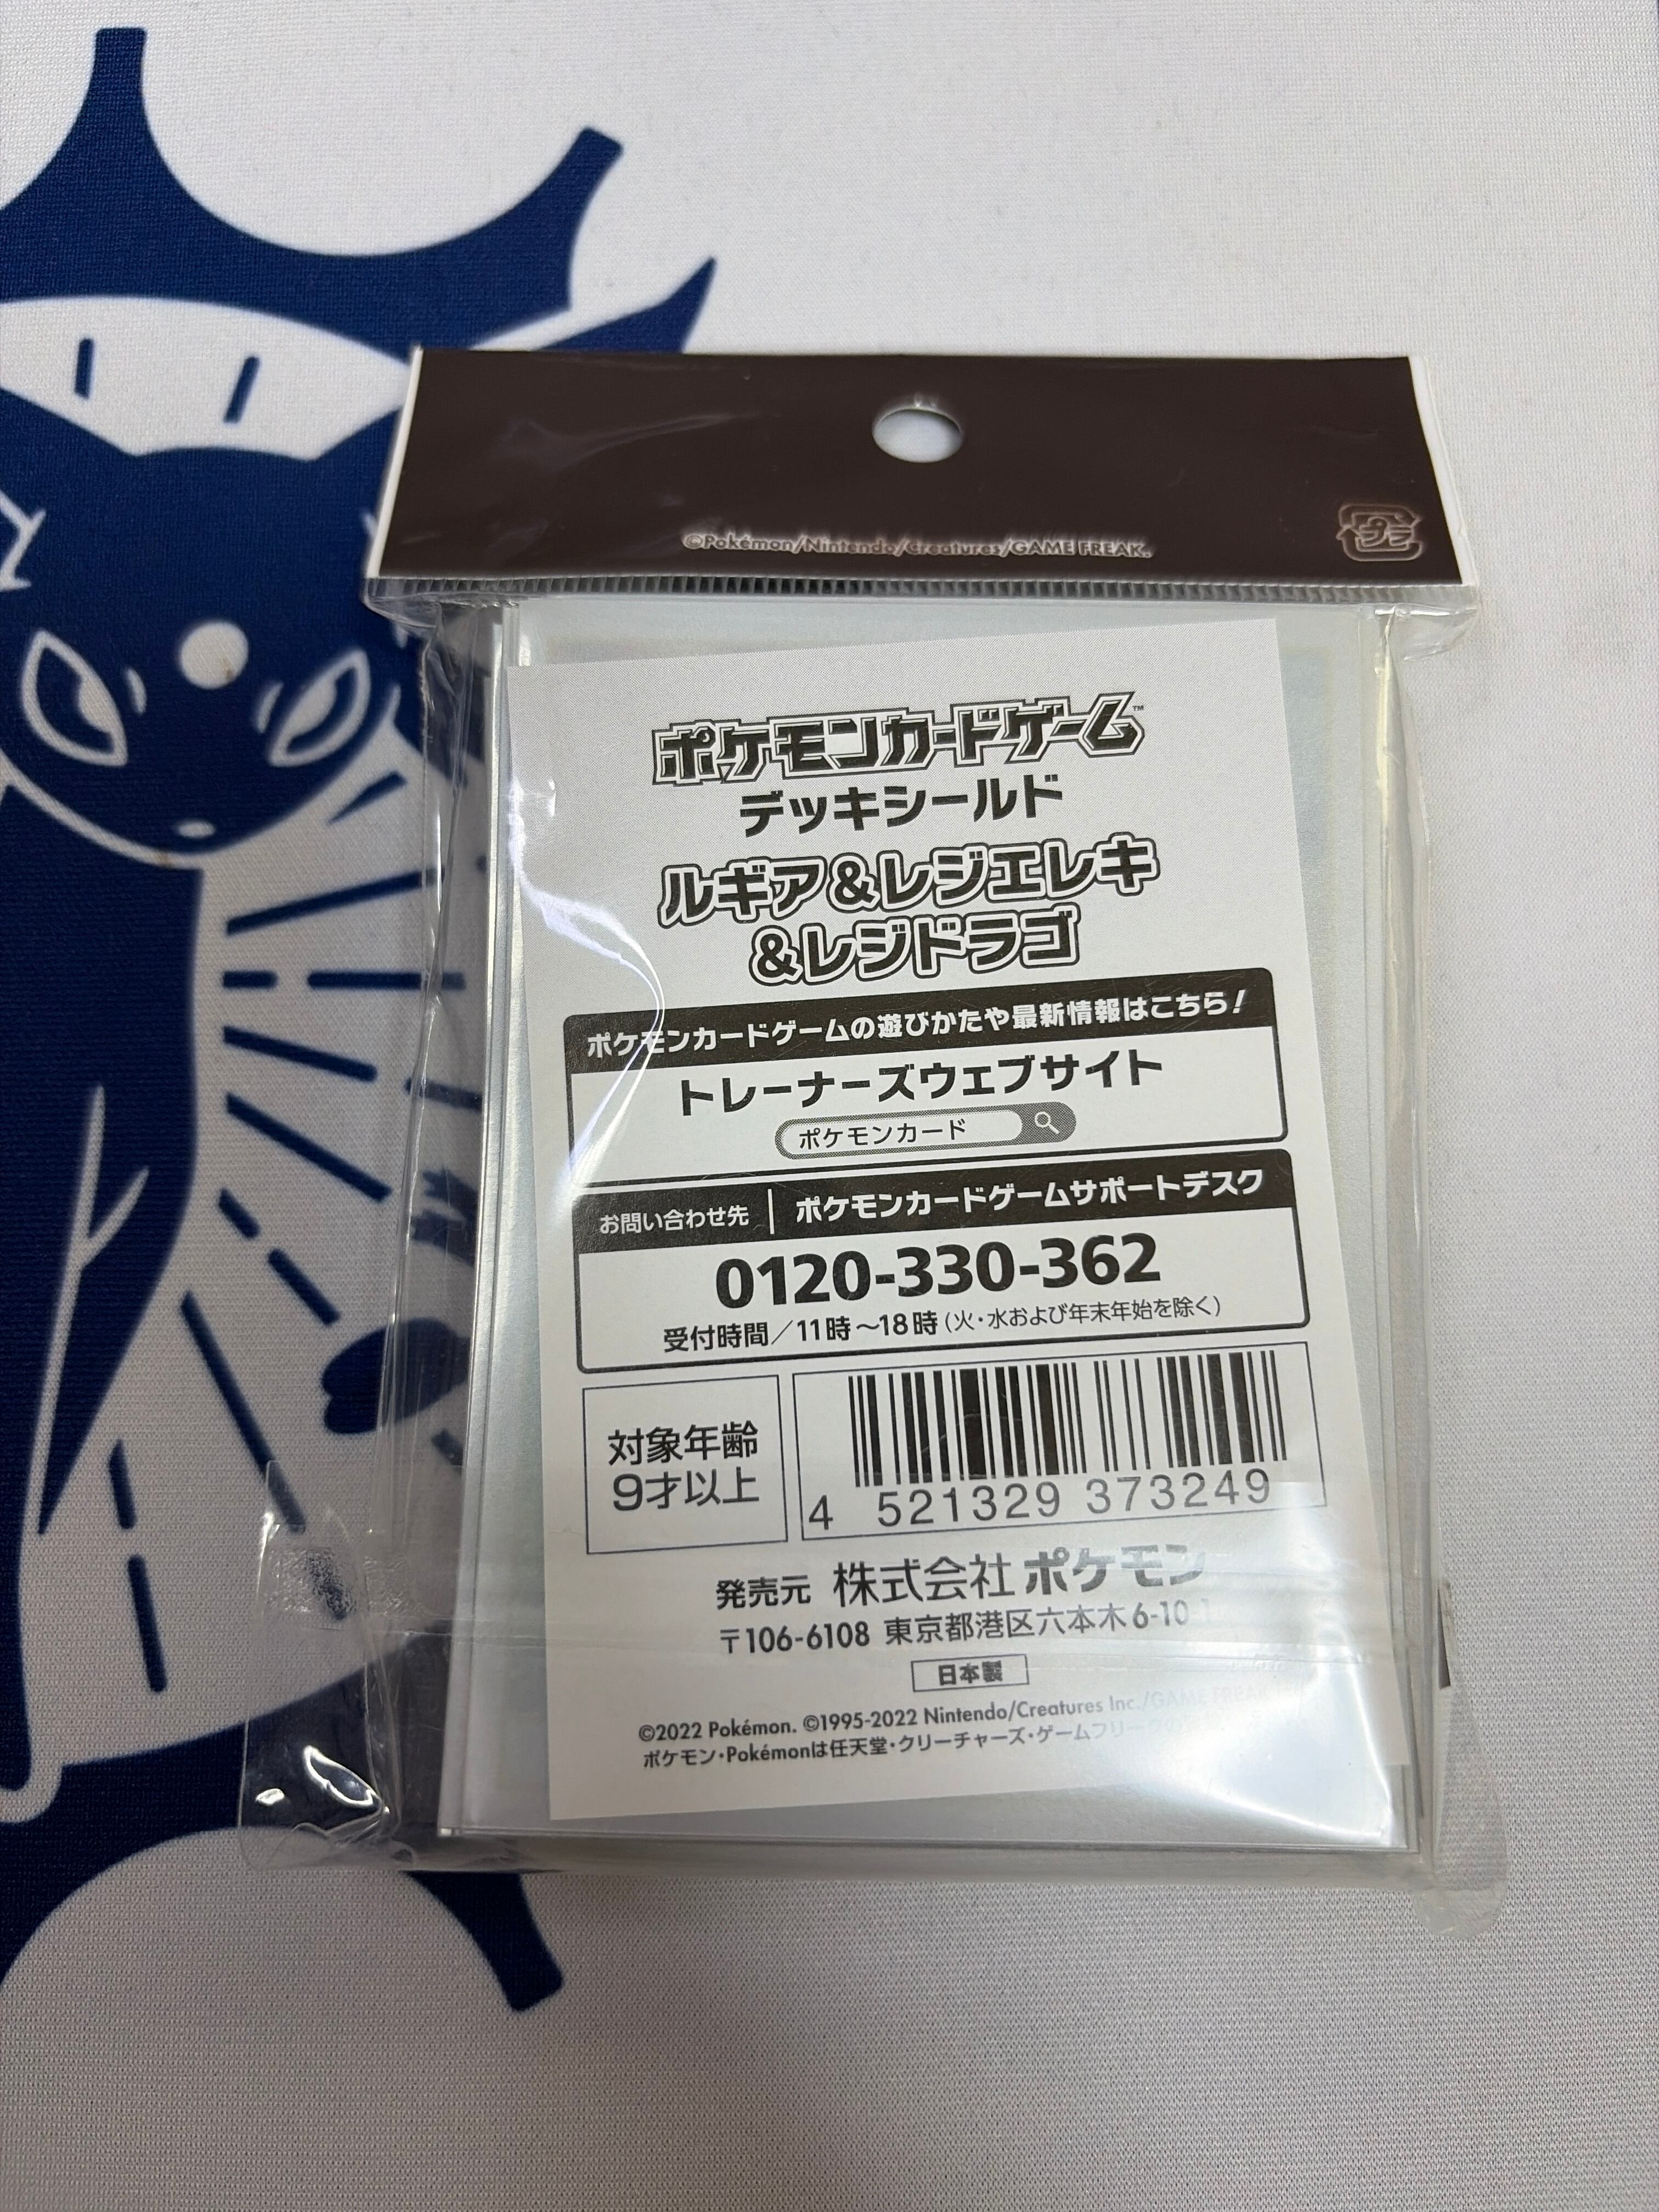 ©Pokémon/Nintendo/Creatures/GAME FREAK.
プラ
ポケモンカードゲーム™
デッキシールド
ルギア&レジエレキ
&レジドラゴ
ポケモンカードゲームの遊びかたや最新情報はこちら!
トレーナーズウェブサイト
ポケモンカード
お問い合わせ先 ポケモンカードゲームサポートデスク
0120-330-362
受付時間/11時〜18時(火・水および年末年始を除く)
対象年齢
9才以上
4 521329 373249
発売元 株式会社ポケモン
〒106-6108 東京都港区六本木6-10-1
日本製
©2022 Pokémon. ©1995-2022 Nintendo/Creatures Inc./GAME FREAK
ポケモン・Pokémonは任天堂・クリーチャーズ・ゲームフリークの